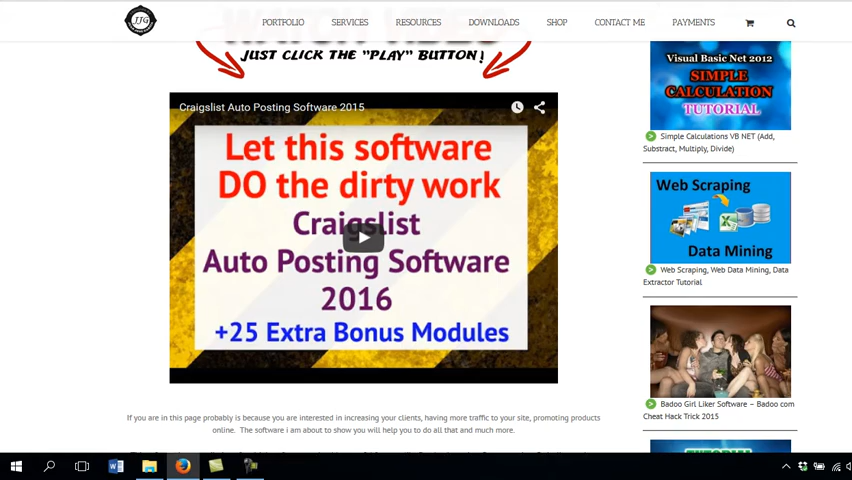 JJG
PORTFOLIO
SERVICES
RESOURCES
DOWNLOADS
SHOP
CONTACT ME
PAYMENTS
WATCH VIDEO
JUST CLICK THE "PLAY" BUTTON!
Craigslist Auto Posting Software 2015
Let this software
DO the dirty work
Craigslist
Auto Posting Software
2016
+25 Extra Bonus Modules
If you are in this page probably is because you are interested in increasing your clients, having more traffic to your site, promoting products
online. The software i am about to show you will help you to do all that and much more.
Visual Basic Net 2012
SIMPLE
CALCULATION
TUTORIAL
Simple Calculations VB NET (Add,
Substract, Multiply, Divide)
Web Scraping
Data Mining
Web Scraping, Web Data Mining, Data
Extractor Tutorial
Badoo Girl Liker Software – Badoo com
Cheat Hack Trick 2015
TUTORIAL